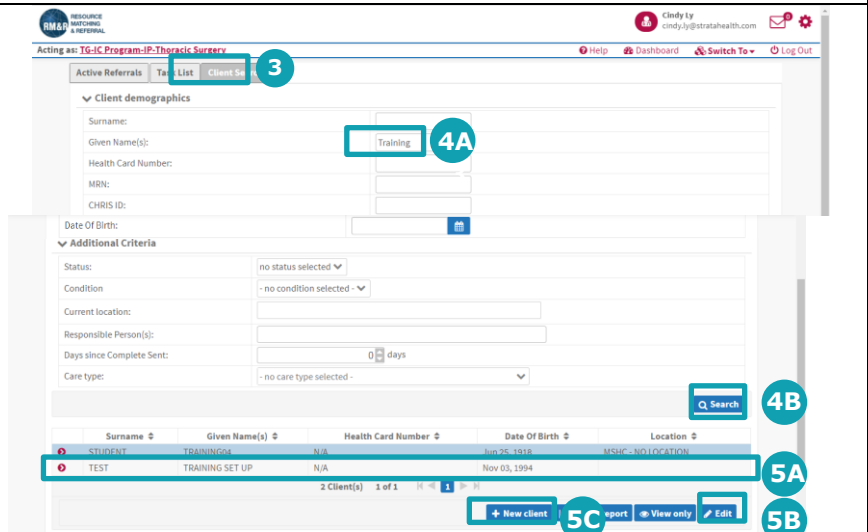 RM&R RESOURCE MATCHING & REFERRAL
Cindy Ly
cindy.ly@stratahealth.com
Acting as: TG-IC Program-IP-Thoracic Surgery
Help Dashboard Switch To Log Out
Active Referrals Task List Client Sear 3
Client demographics
Surname:
Given Name(s): Training 4A
Health Card Number:
MRN:
CHRIS ID:
Date Of Birth:
Additional Criteria
Status: no status selected
Condition - no condition selected -
Current location:
Responsible Person(s):
Days since Complete Sent: 0 days
Care type: - no care type selected -
Search 4B
Surname Given Name(s) Health Card Number Date Of Birth Location
STUDENT TRAINING04 N/A Jun 25, 1918 MSHC - NO LOCATION
TEST TRAINING SET UP N/A Nov 03, 1994 5A
2 Client(s) 1 of 1 1
+ New client 5C report View only Edit 5B